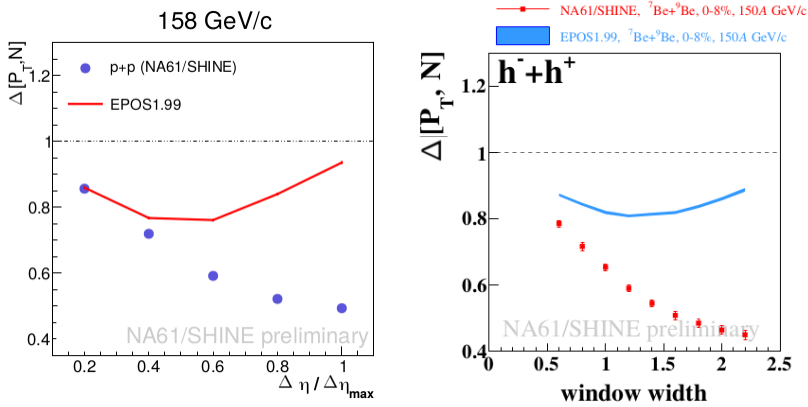 158 GeV/c
Δ[P_T,N]
p+p (NA61/SHINE)
EPOS1.99
1.2
1
0.8
0.6
0.4
NA61/SHINE preliminary
0.2 0.4 0.6 0.8 1
Δ η / Δη_max
NA61/SHINE, ⁷Be+⁹Be, 0-8%, 150A GeV/c
EPOS1.99, ⁷Be+⁹Be, 0-8%, 150A GeV/c
h⁻+h⁺
Δ[P_T, N]
1.2
1
0.8
0.6
0.4
NA61/SHINE preliminary
0 0.5 1 1.5 2 2.5
window width